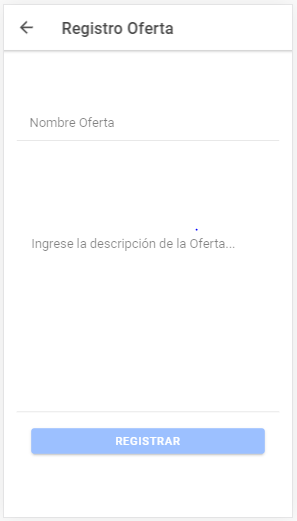 Registro Oferta
Nombre Oferta
Ingrese la descripción de la Oferta...
REGISTRAR